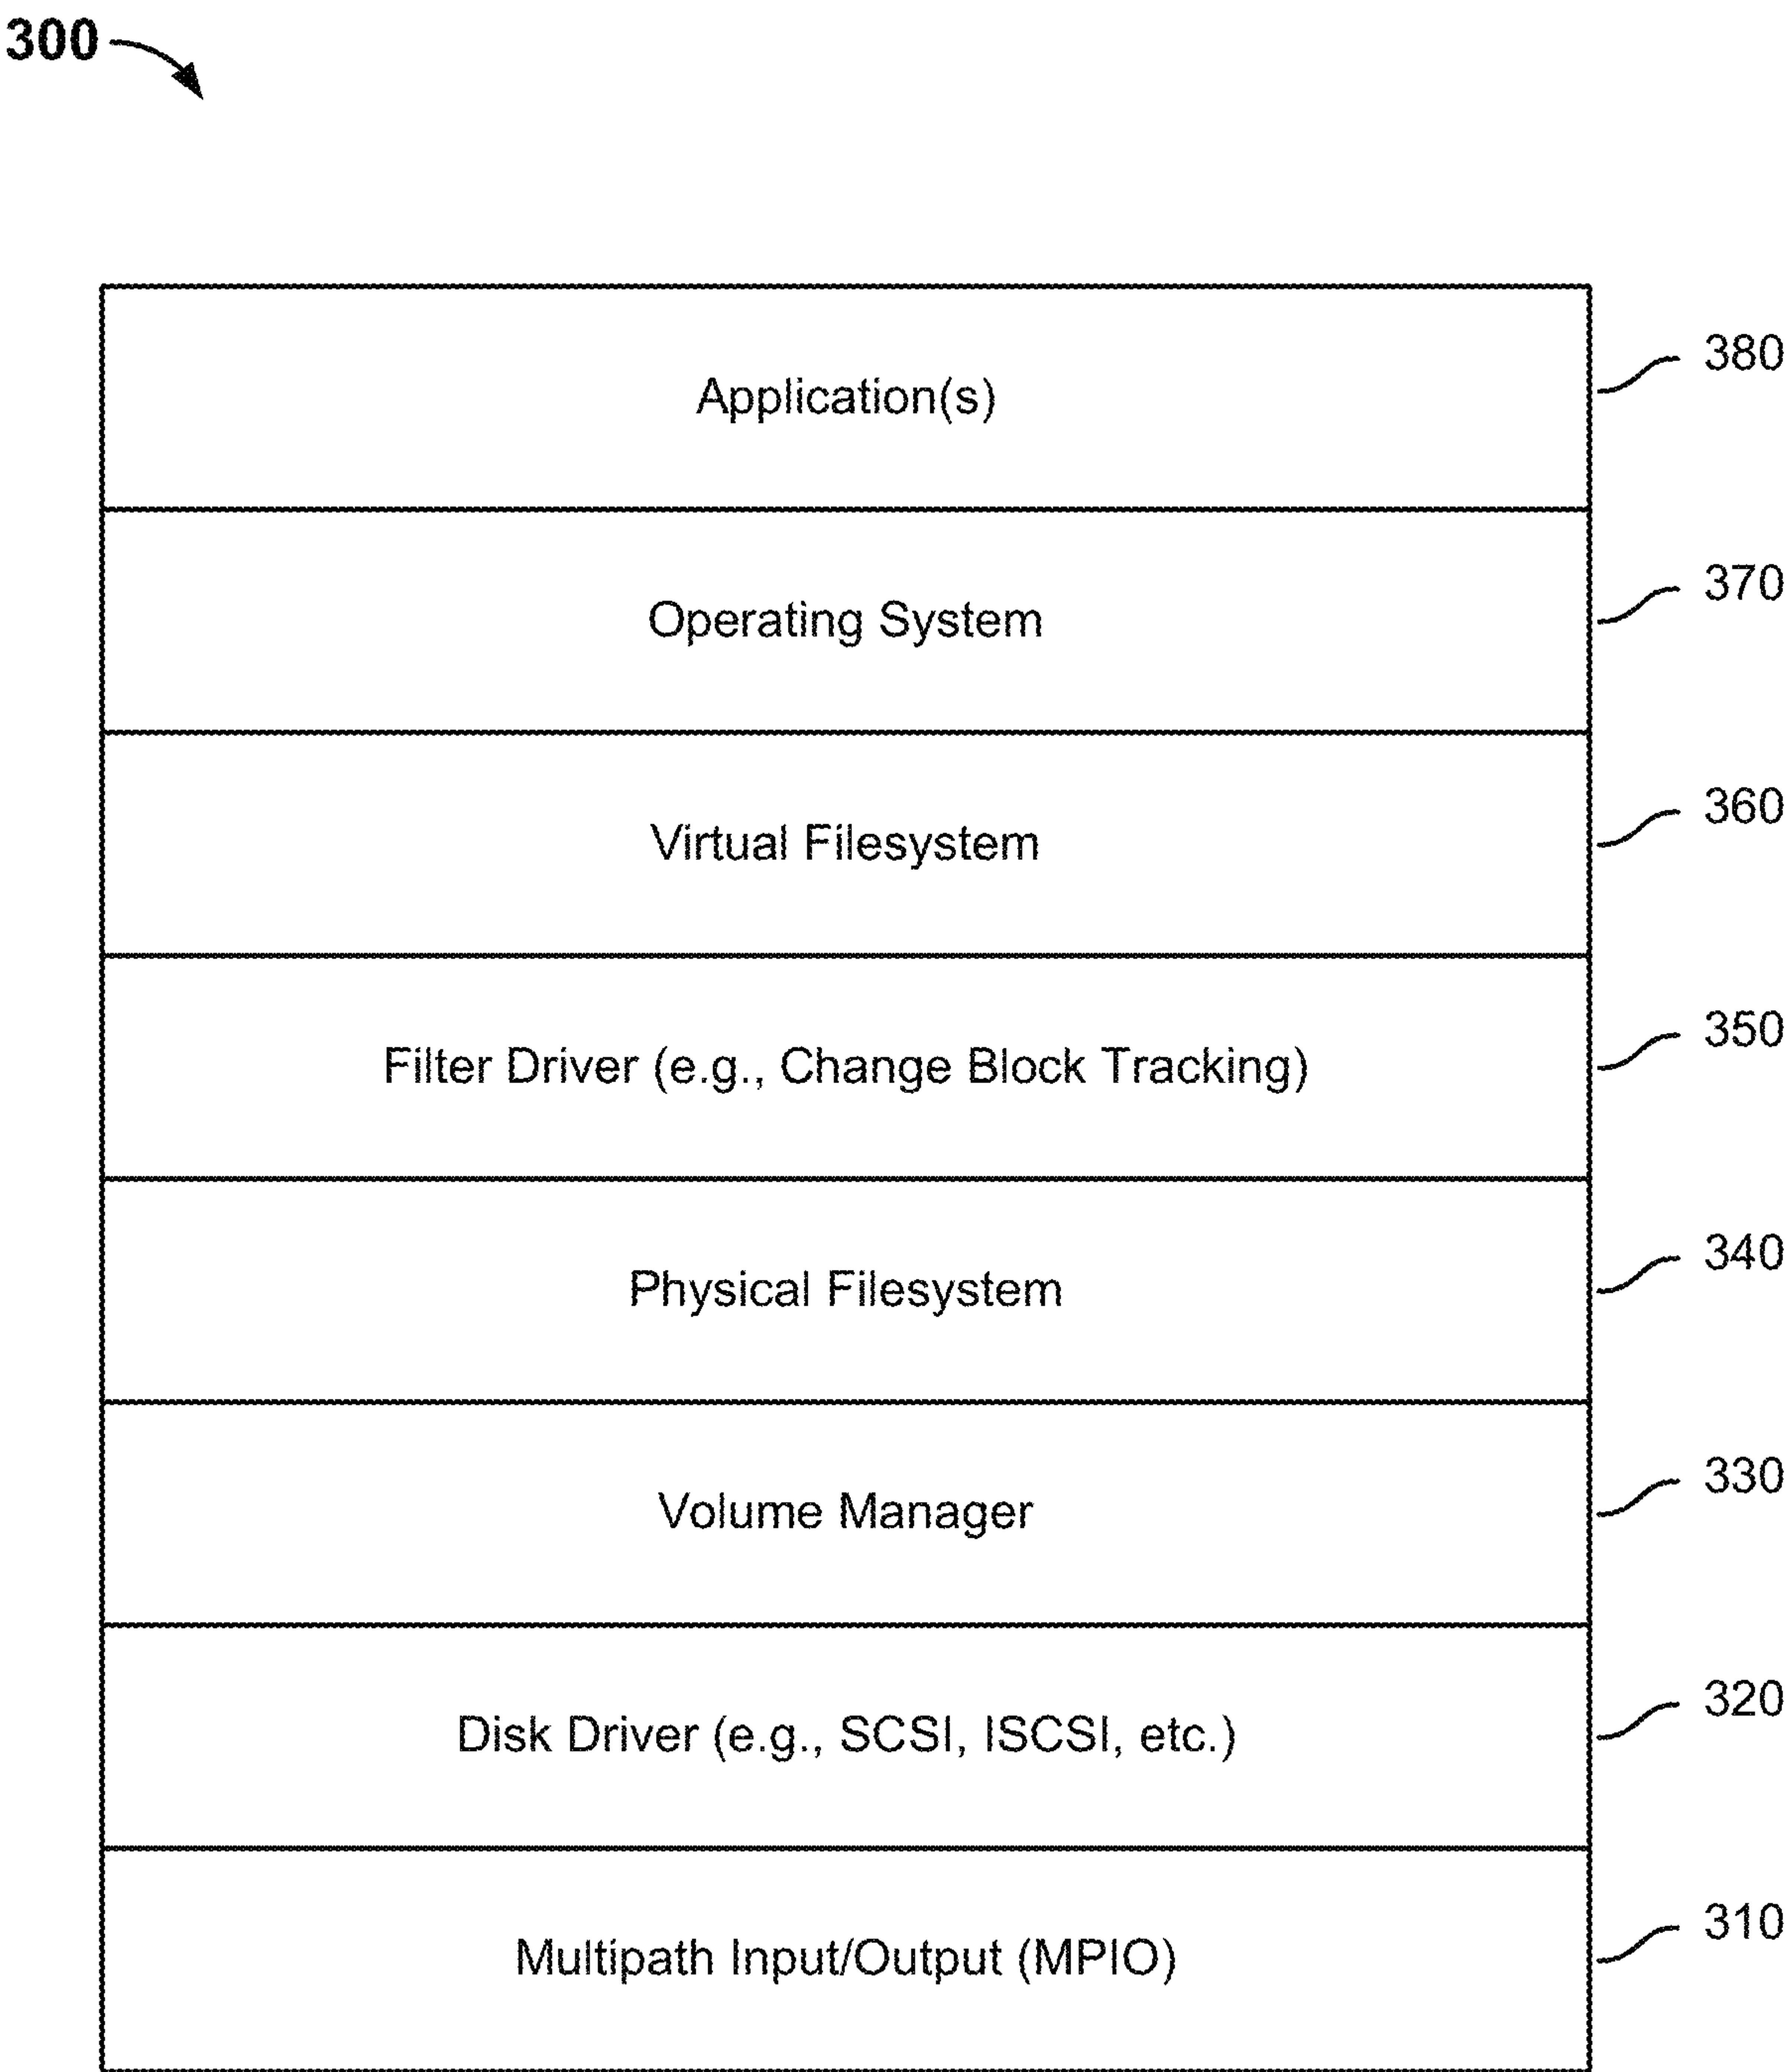 300
Application(s) 380
Operating System 370
Virtual Filesystem 360
Filter Driver (e.g., Change Block Tracking) 350
Physical Filesystem 340
Volume Manager 330
Disk Driver (e.g., SCSI, ISCSI, etc.) 320
Multipath Input/Output (MPIO) 310